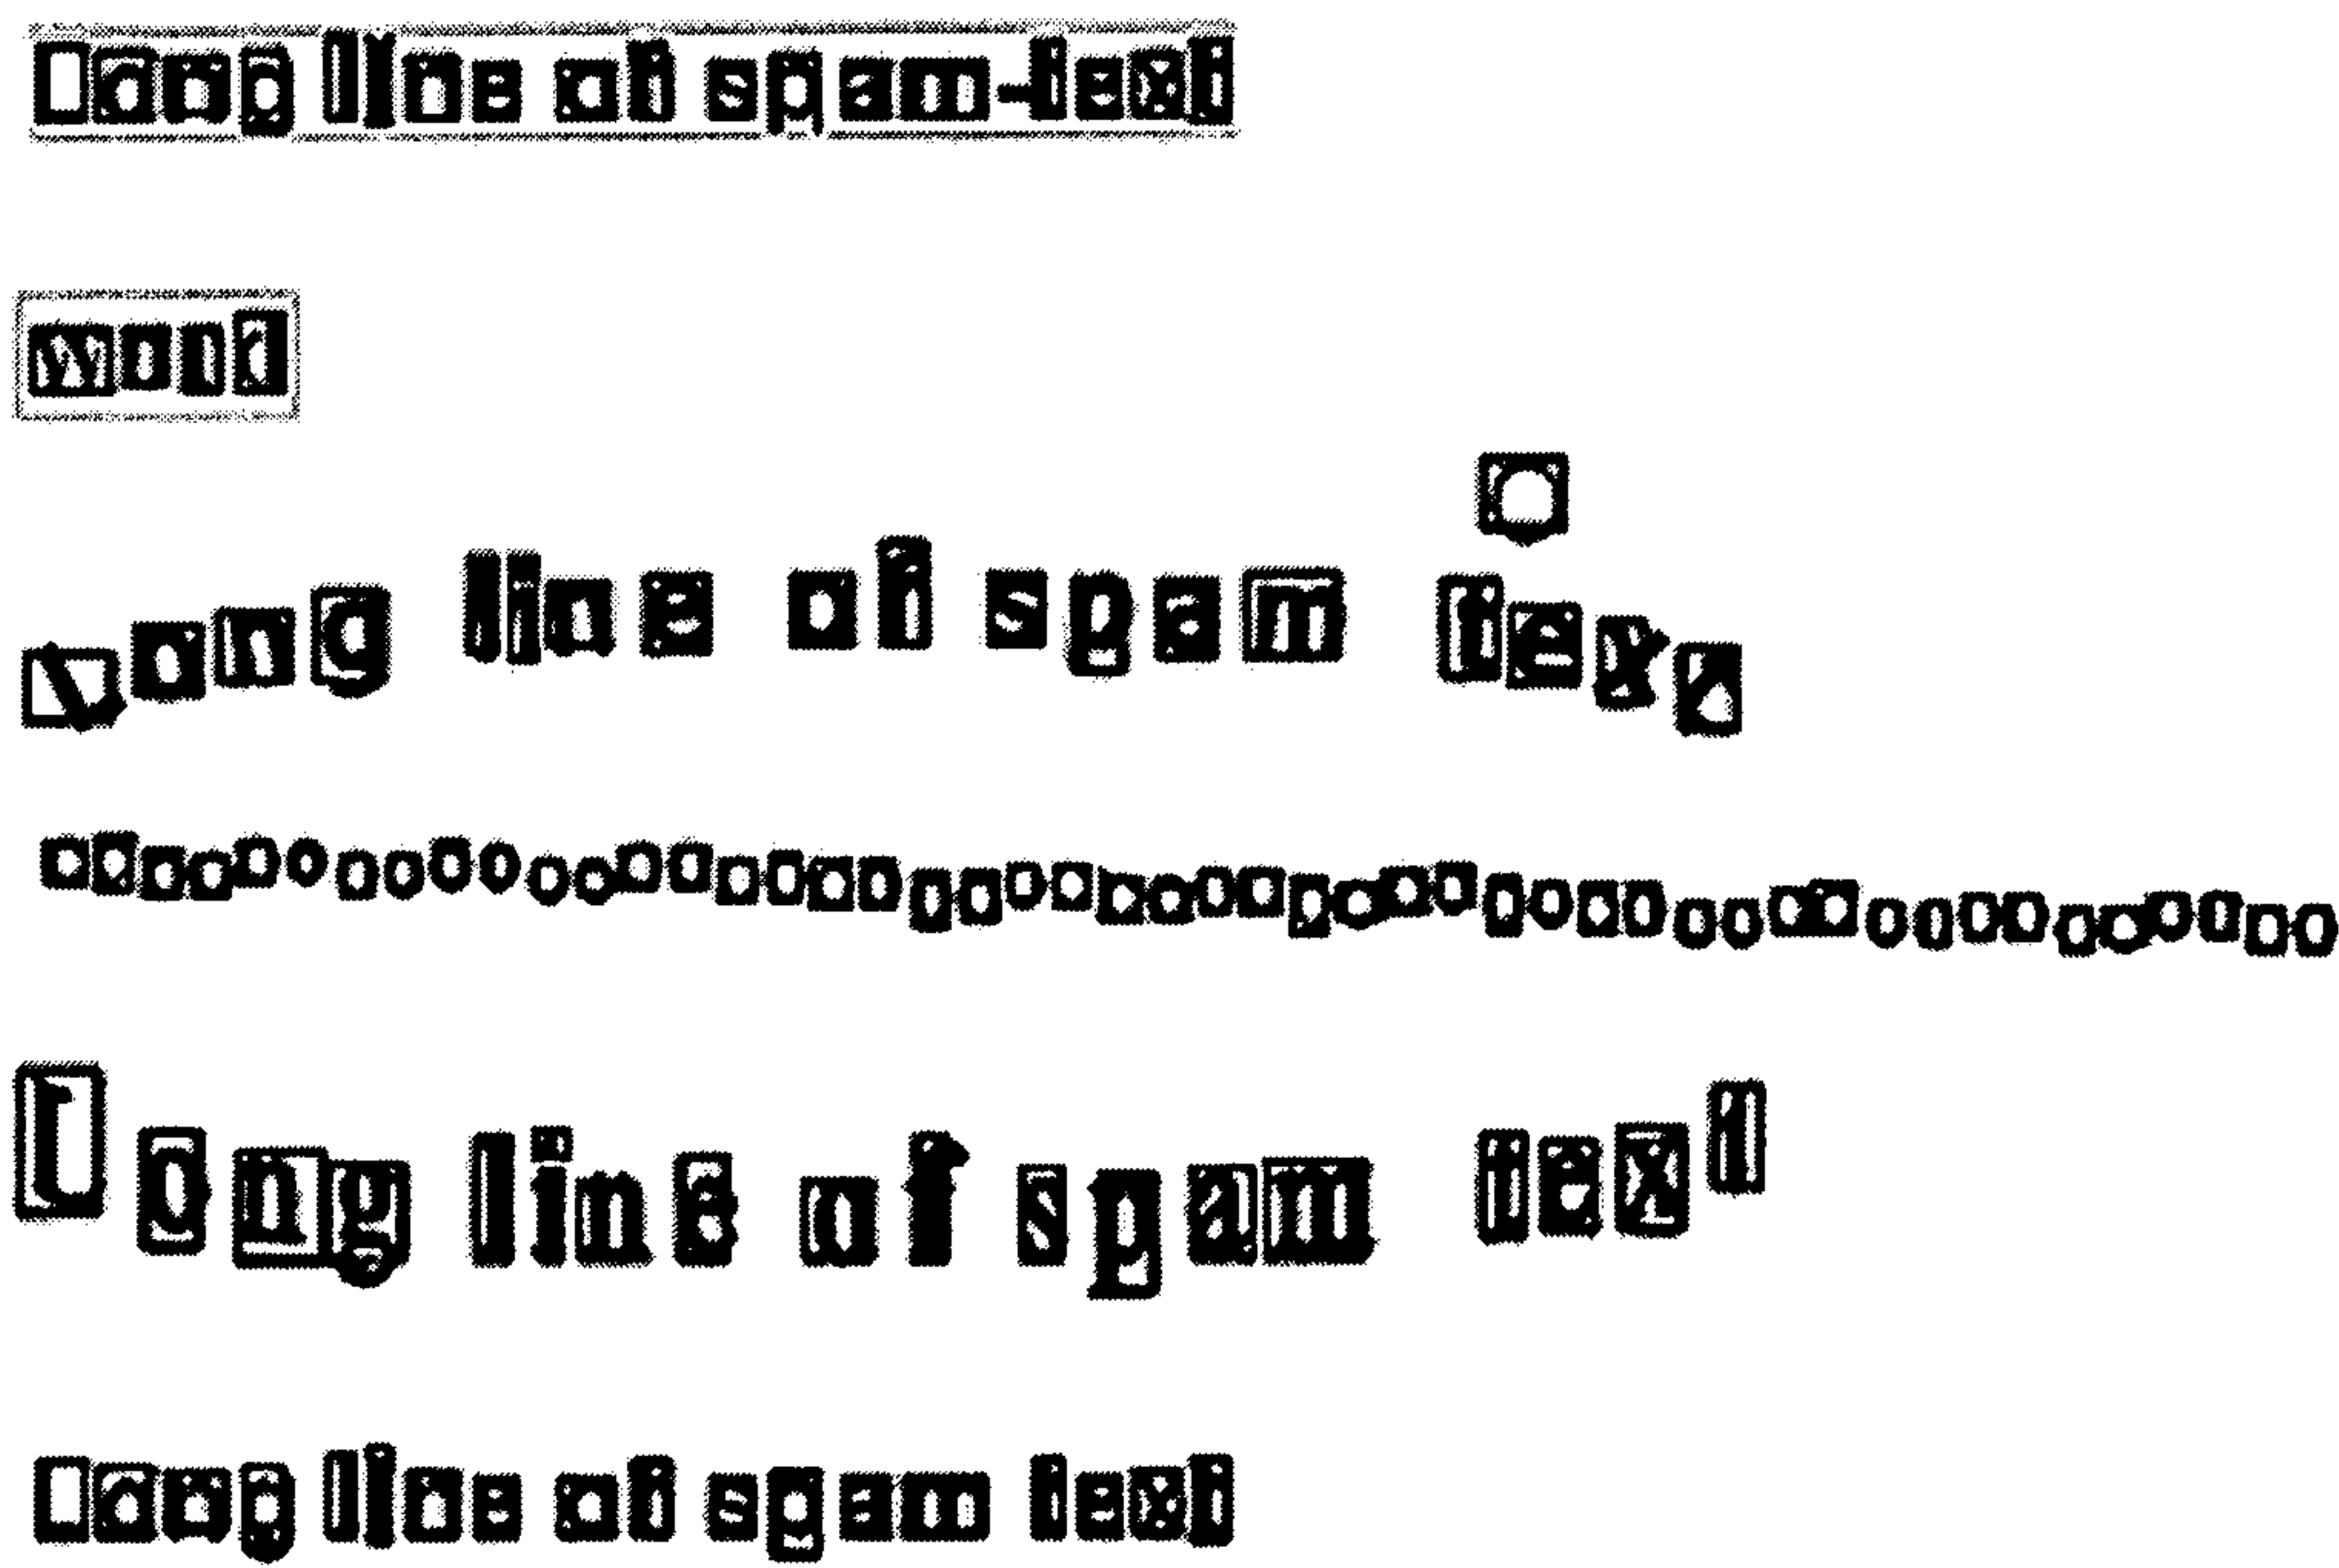 Long line of spam-text
word
Long line of spam text
Long line of spam text
Long line of spam text